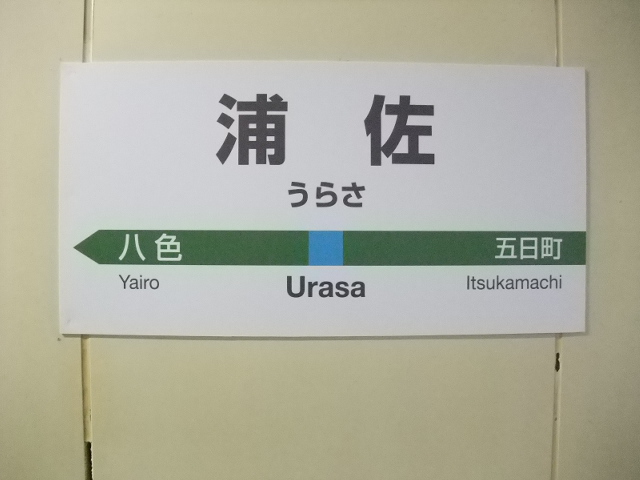 浦佐
うらさ
八色 五日町
Yairo Urasa Itsukamachi